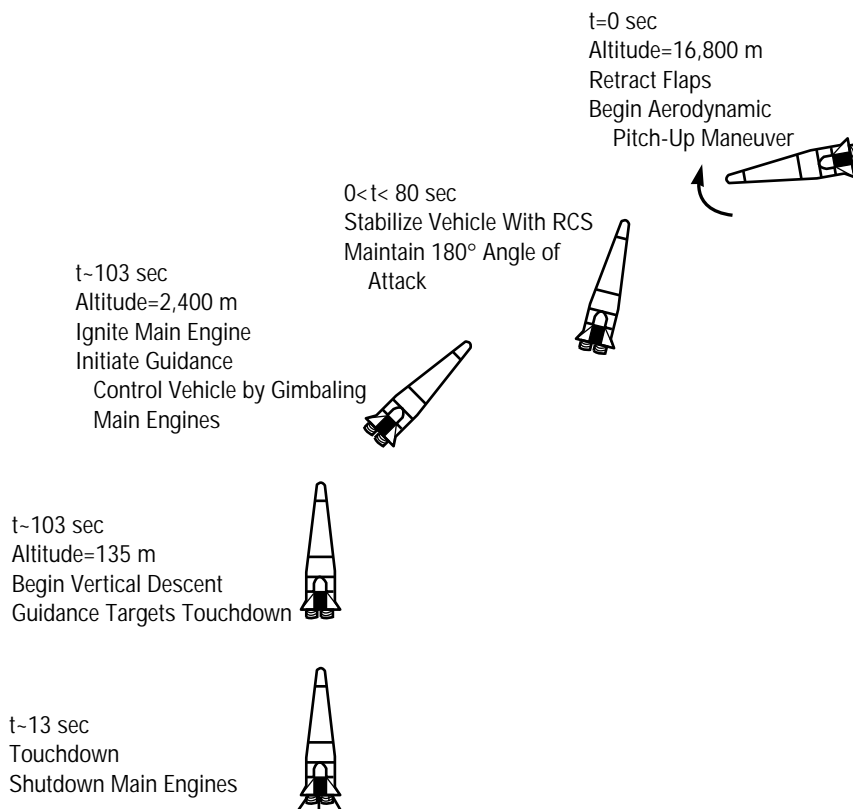 t=0 sec
Altitude=16,800 m
Retract Flaps
Begin Aerodynamic
Pitch-Up Maneuver
0<t< 80 sec
Stabilize Vehicle With RCS
Maintain 180° Angle of
Attack
t~103 sec
Altitude=2,400 m
Ignite Main Engine
Initiate Guidance
Control Vehicle by Gimbaling
Main Engines
t~103 sec
Altitude=135 m
Begin Vertical Descent
Guidance Targets Touchdown
t~13 sec
Touchdown
Shutdown Main Engines